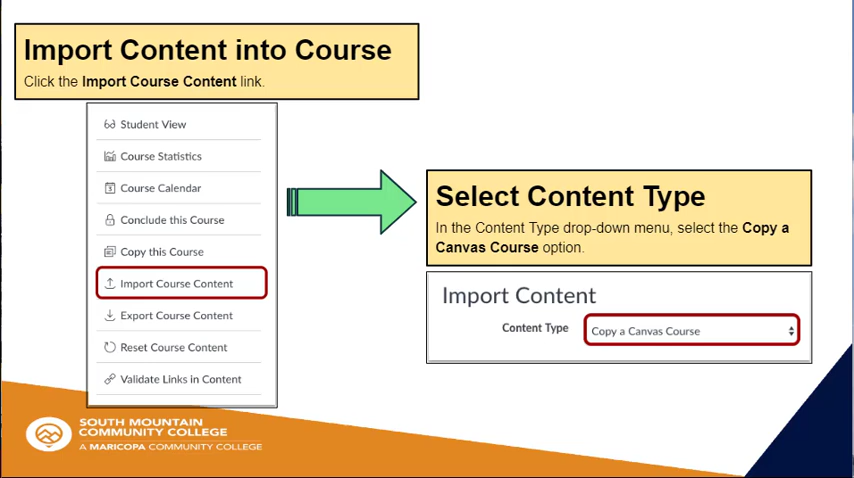 Import Content into Course
Click the Import Course Content link.
Student View
Course Statistics
Course Calendar
Conclude this Course
Copy this Course
Import Course Content
Export Course Content
Reset Course Content
Validate Links in Content
Select Content Type
In the Content Type drop-down menu, select the Copy a
Canvas Course option.
Import Content
Content Type
Copy a Canvas Course
SOUTH MOUNTAIN
COMMUNITY COLLEGE
A MARICOPA COMMUNITY COLLEGE